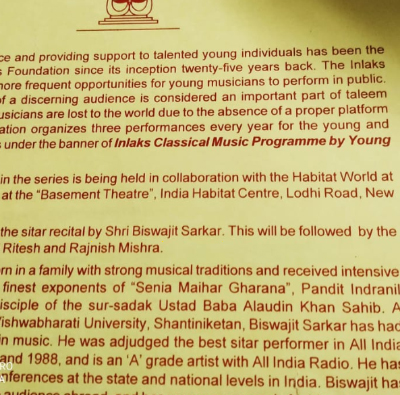 ce and providing support to talented young individuals has been the
s Foundation since its inception twenty-five years back. The Inlaks
more frequent opportunities for young musicians to perform in public.
of a discerning audience is considered an important part of taleem
usicians are lost to the world due to the absence of a proper platform
ation organizes three performances every year for the young and
s under the banner of Inlaks Classical Music Programme by Young
in the series is being held in collaboration with the Habitat World at
at the “Basement Theatre”, India Habitat Centre, Lodhi Road, New
the sitar recital by Shri Biswajit Sarkar. This will be followed by the
Ritesh and Rajnish Mishra.
rn in a family with strong musical traditions and received intensive
finest exponents of “Senia Maihar Gharana”, Pandit Indranil
isciple of the sur-sadak Ustad Baba Alaudin Khan Sahib. A
Vishwabharati University, Shantiniketan, Biswajit Sarkar has had
in music. He was adjudged the best sitar performer in All India
and 1988, and is an ‘A’ grade artist with All India Radio. He has
nferences at the state and national levels in India. Biswajit has